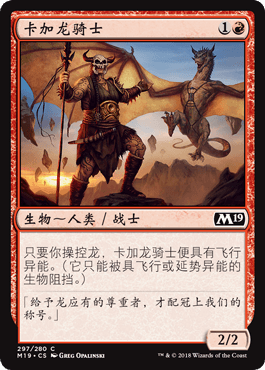 卡加龙骑士 1
生物～人类／战士 M19
只要你操控龙，卡加龙骑士便具有飞行
异能。（它只能被具飞行或延势异能的
生物阻挡。）
「给予龙应有的尊重者，才配冠上我们的
称号。」
2/2
297/280 C
M19 • CS GREG OPALINSKI ™ & © 2018 Wizards of the Coast